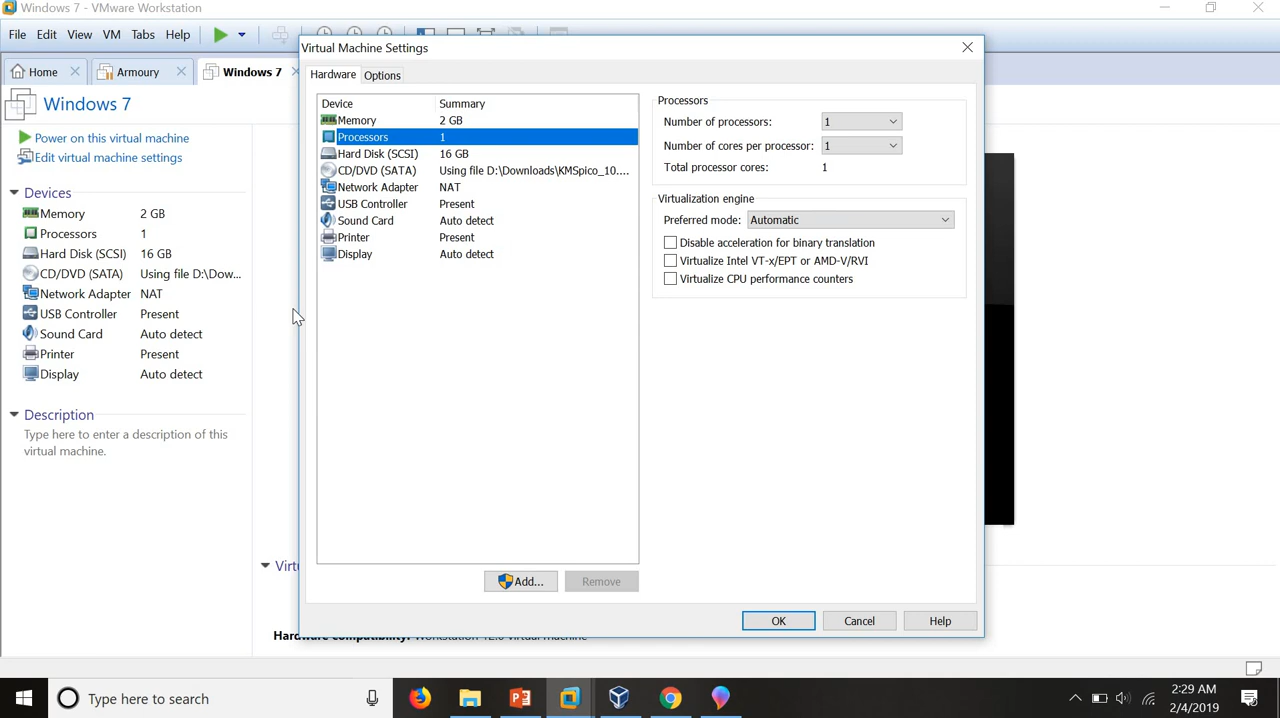 Windows 7 - VMware Workstation
File Edit View VM Tabs Help
Home Armoury Windows 7
Windows 7
Power on this virtual machine
Edit virtual machine settings
Devices
Memory 2 GB
Processors 1
Hard Disk (SCSI) 16 GB
CD/DVD (SATA) Using file D:\Dow...
Network Adapter NAT
USB Controller Present
Sound Card Auto detect
Printer Present
Display Auto detect
Description
Type here to enter a description of this
virtual machine.
Virtual Machine Settings
Hardware Options
Device Summary
Memory 2 GB
Processors 1
Hard Disk (SCSI) 16 GB
CD/DVD (SATA) Using file D:\Downloads\KMSpico_10....
Network Adapter NAT
USB Controller Present
Sound Card Auto detect
Printer Present
Display Auto detect
Add... Remove
Processors
Number of processors: 1
Number of cores per processor: 1
Total processor cores: 1
Virtualization engine
Preferred mode: Automatic
Disable acceleration for binary translation
Virtualize Intel VT-x/EPT or AMD-V/RVI
Virtualize CPU performance counters
OK Cancel Help
Type here to search
2:29 AM
2/4/2019